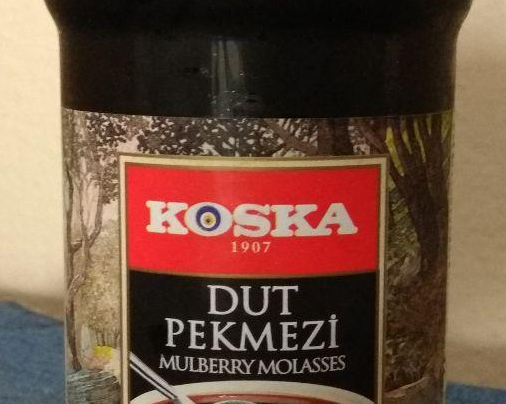 KOSKA
1907
DUT
PEKMEZİ
MULBERRY MOLASSES